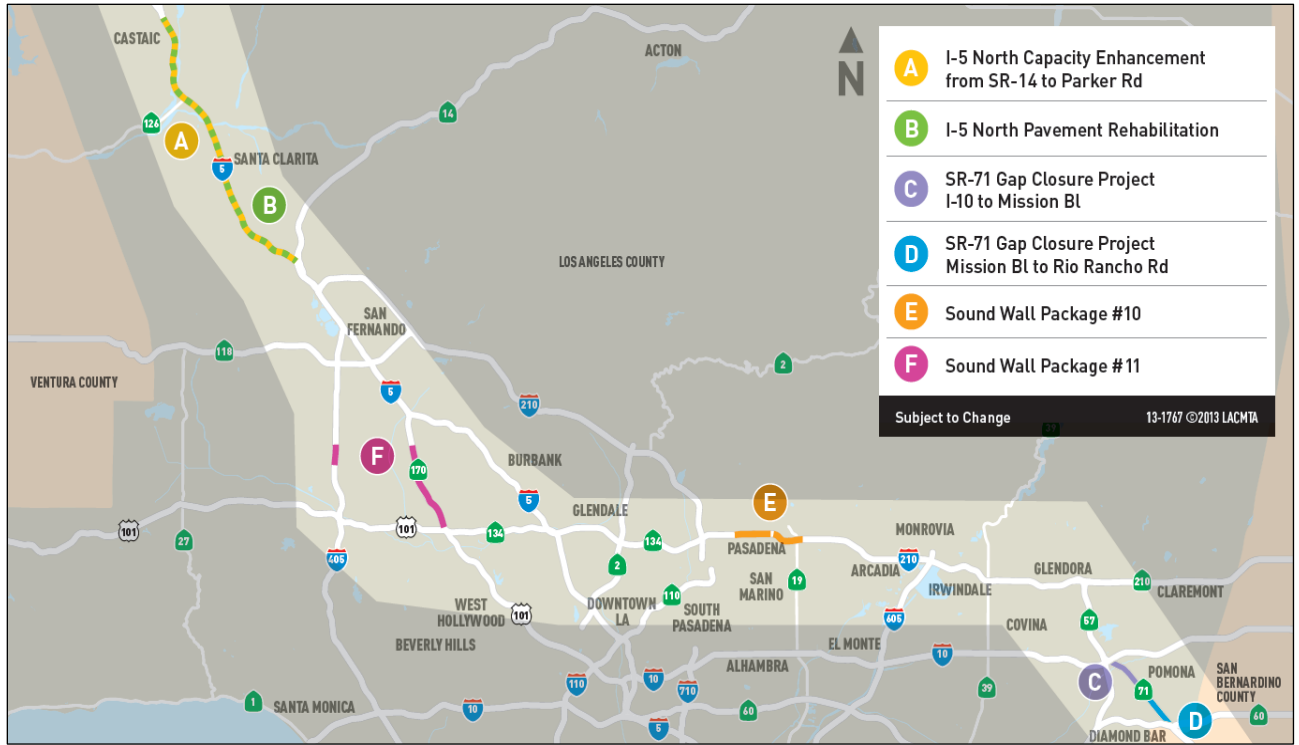 CASTAIC
ACTON
N
126
A
14
5
SANTA CLARITA
B
LOS ANGELES COUNTY
SAN
FERNANDO
118
2
VENTURA COUNTY
5
210
F
170
BURBANK
5
E
101
27
405
101
134
GLENDALE
134
2
PASADENA
MONROVIA
ARCADIA
210
IRWINDALE
GLENDORA
210
CLAREMONT
WEST
HOLLYWOOD
101
DOWNTOWN
LA
110
SOUTH
PASADENA
SAN
MARINO
19
605
COVINA
57
BEVERLY HILLS
ALHAMBRA
EL MONTE
10
C
POMONA
71
SAN
BERNARDINO
COUNTY
1
SANTA MONICA
10
110
10
710
5
60
39
D
60
DIAMOND BAR
A
I-5 North Capacity Enhancement
from SR-14 to Parker Rd
B
I-5 North Pavement Rehabilitation
C
SR-71 Gap Closure Project
I-10 to Mission Bl
D
SR-71 Gap Closure Project
Mission Bl to Rio Rancho Rd
E
Sound Wall Package #10
F
Sound Wall Package #11
Subject to Change
13-1767 ©2013 LACMTA
39